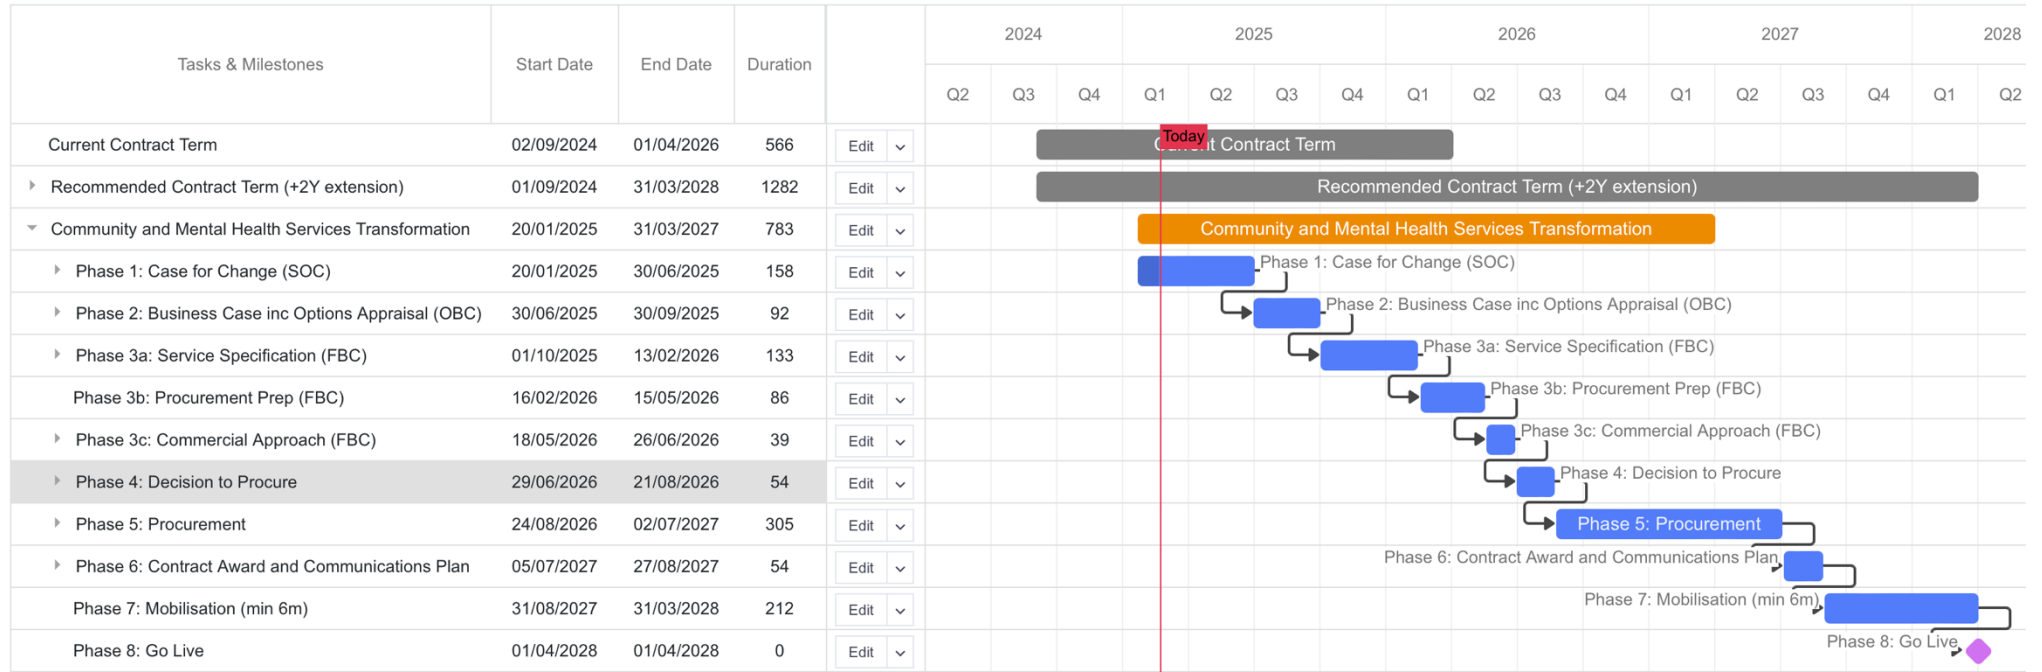 Tasks & Milestones Start Date End Date Duration
2024 2025 2026 2027 2028
Q2 Q3 Q4 Q1 Q2 Q3 Q4 Q1 Q2 Q3 Q4 Q1 Q2 Q3 Q4 Q1 Q2
Today
Current Contract Term 02/09/2024 01/04/2026 566 Edit Current Contract Term
Recommended Contract Term (+2Y extension) 01/09/2024 31/03/2028 1282 Edit Recommended Contract Term (+2Y extension)
Community and Mental Health Services Transformation 20/01/2025 31/03/2027 783 Edit Community and Mental Health Services Transformation
Phase 1: Case for Change (SOC) 20/01/2025 30/06/2025 158 Edit Phase 1: Case for Change (SOC)
Phase 2: Business Case inc Options Appraisal (OBC) 30/06/2025 30/09/2025 92 Edit Phase 2: Business Case inc Options Appraisal (OBC)
Phase 3a: Service Specification (FBC) 01/10/2025 13/02/2026 133 Edit Phase 3a: Service Specification (FBC)
Phase 3b: Procurement Prep (FBC) 16/02/2026 15/05/2026 86 Edit Phase 3b: Procurement Prep (FBC)
Phase 3c: Commercial Approach (FBC) 18/05/2026 26/06/2026 39 Edit Phase 3c: Commercial Approach (FBC)
Phase 4: Decision to Procure 29/06/2026 21/08/2026 54 Edit Phase 4: Decision to Procure
Phase 5: Procurement 24/08/2026 02/07/2027 305 Edit Phase 5: Procurement
Phase 6: Contract Award and Communications Plan 05/07/2027 27/08/2027 54 Edit Phase 6: Contract Award and Communications Plan
Phase 7: Mobilisation (min 6m) 31/08/2027 31/03/2028 212 Edit Phase 7: Mobilisation (min 6m)
Phase 8: Go Live 01/04/2028 01/04/2028 0 Edit Phase 8: Go Live